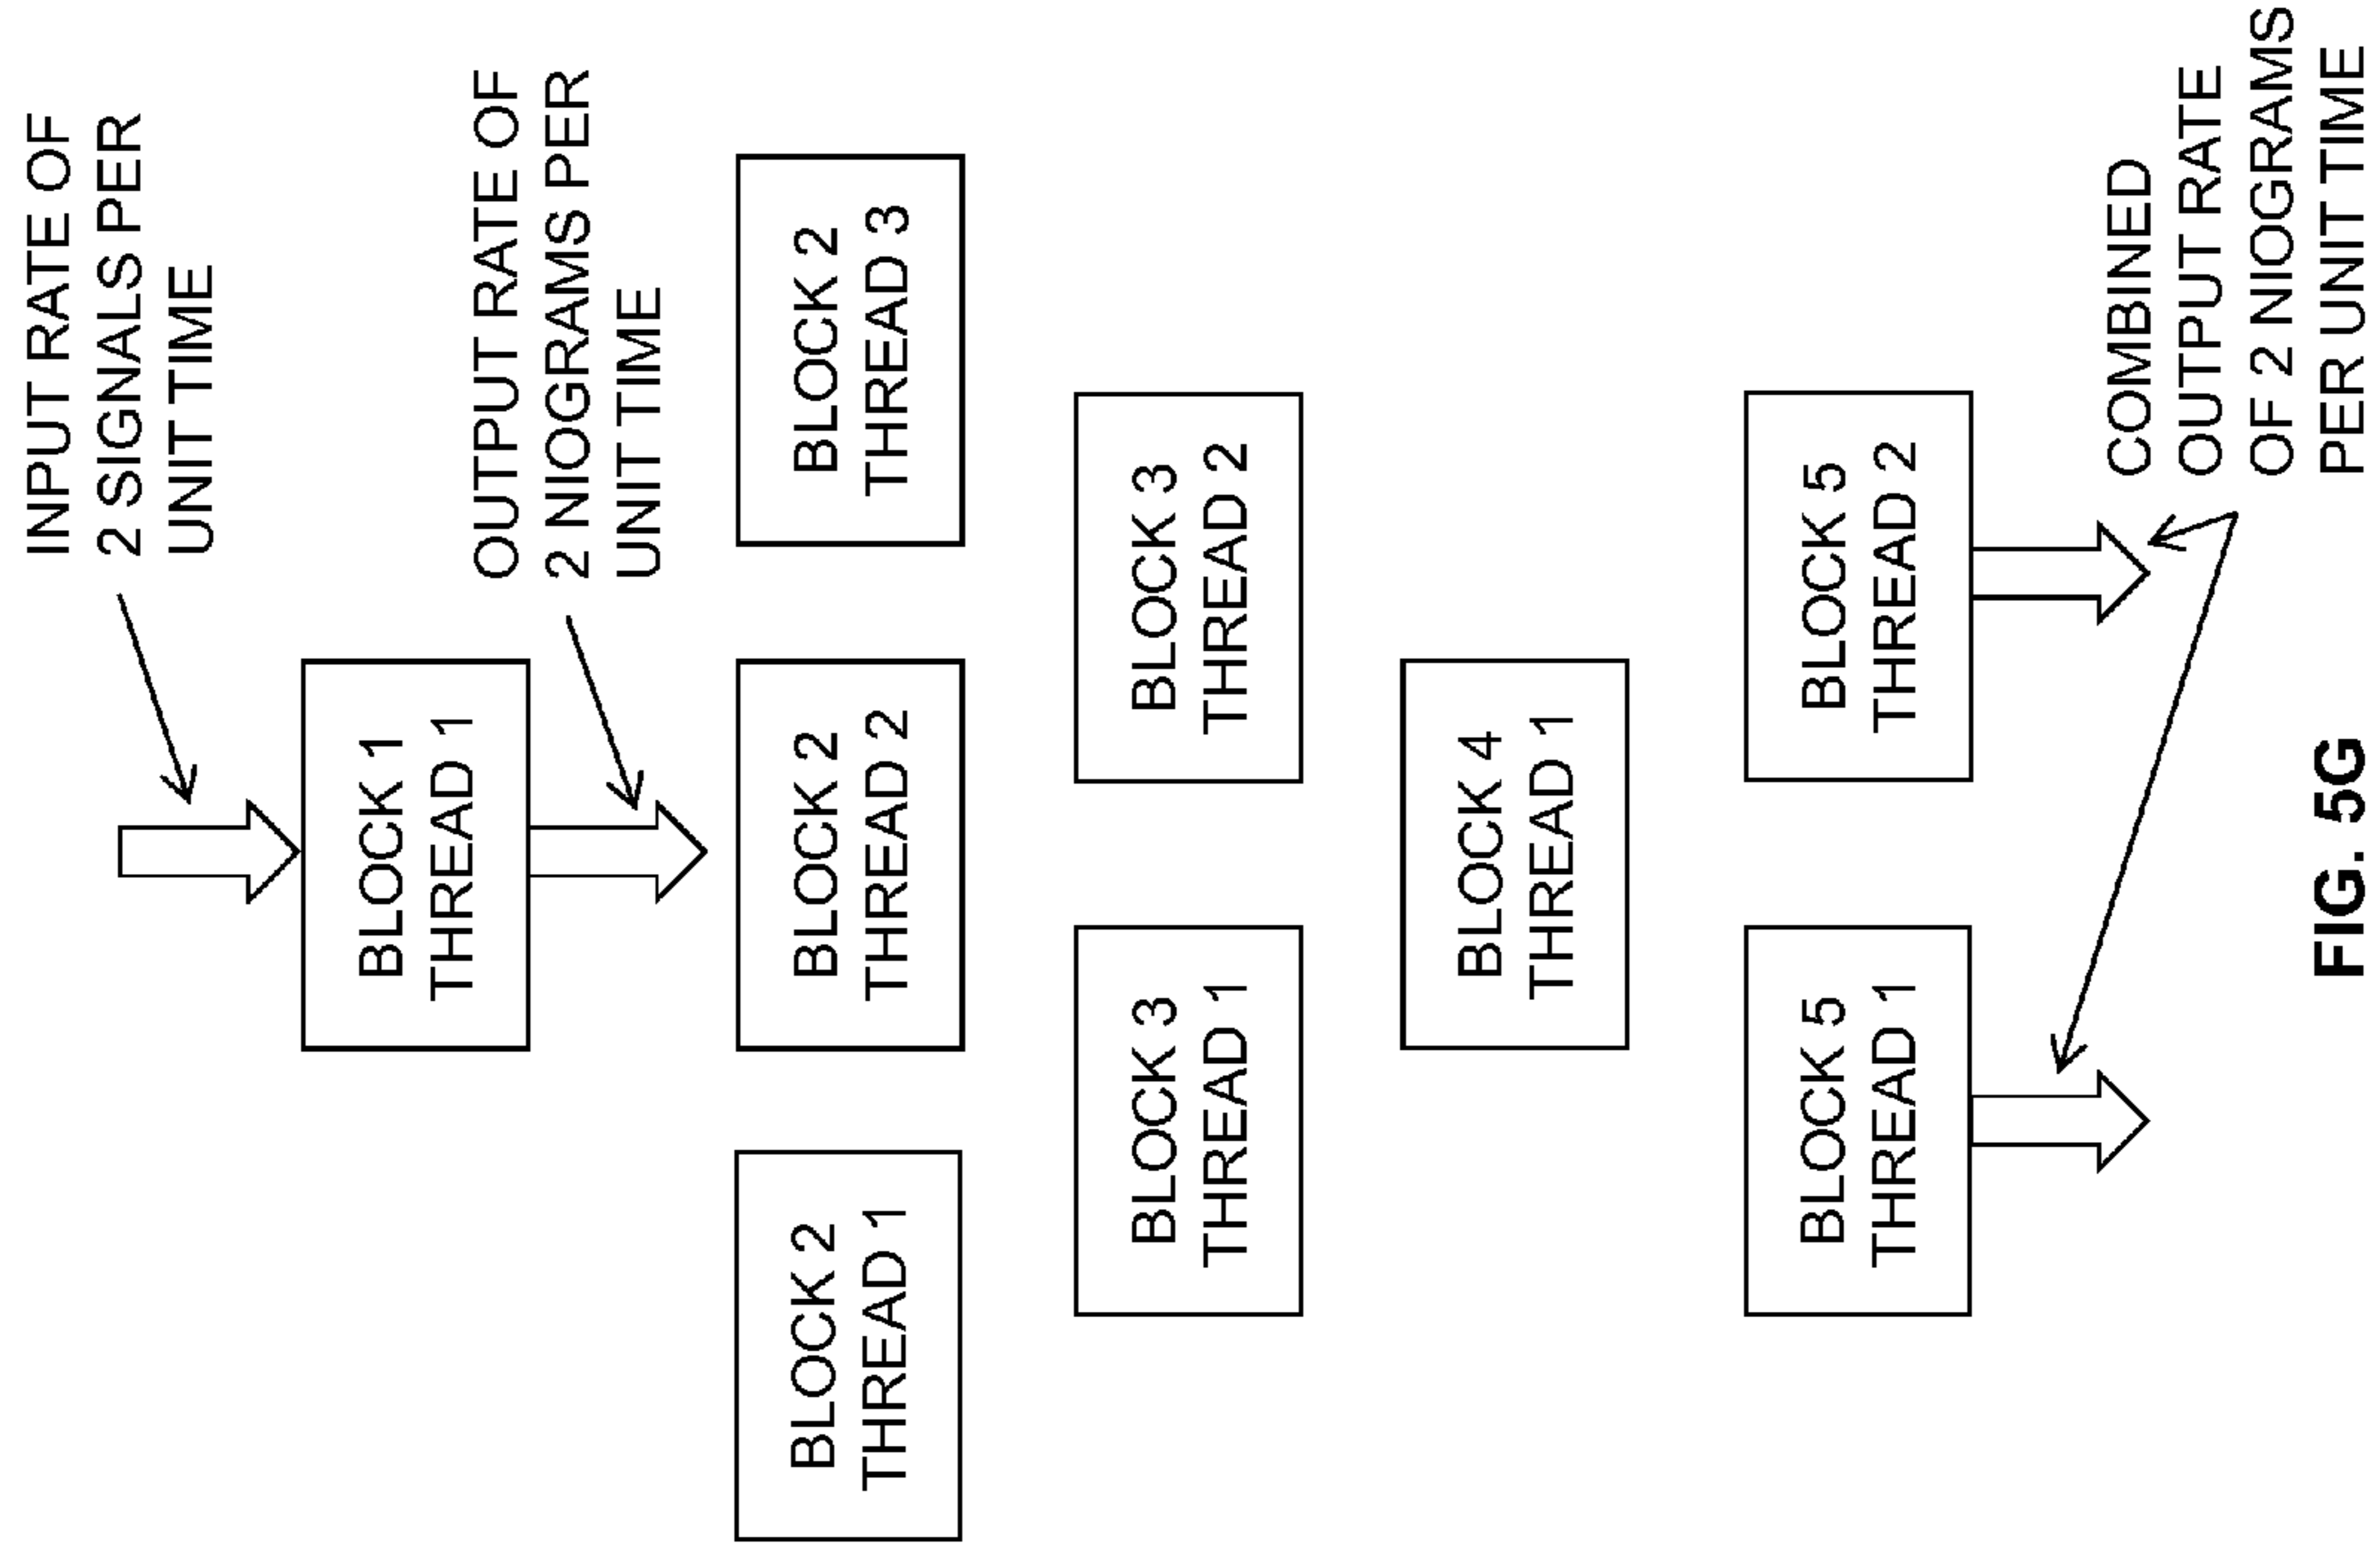 INPUT RATE OF
2 SIGNALS PER
UNIT TIME
BLOCK 1
THREAD 1
OUTPUT RATE OF
2 NIOGRAMS PER
UNIT TIME
BLOCK 2
THREAD 1
BLOCK 2
THREAD 2
BLOCK 2
THREAD 3
BLOCK 3
THREAD 1
BLOCK 3
THREAD 2
BLOCK 4
THREAD 1
BLOCK 5
THREAD 1
BLOCK 5
THREAD 2
COMBINED
OUTPUT RATE
OF 2 NIOGRAMS
PER UNIT TIME
FIG. 5G